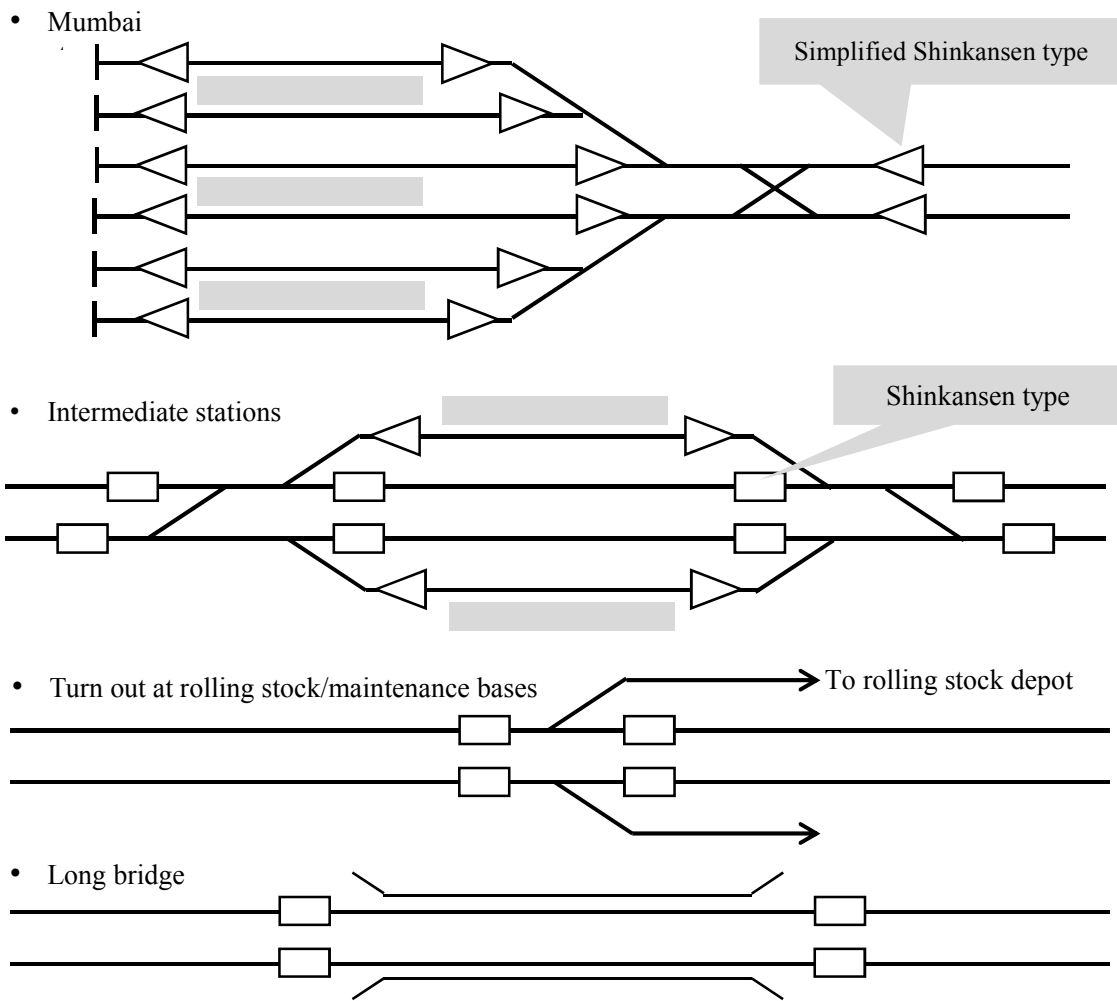 • Mumbai
Simplified Shinkansen type
• Intermediate stations
Shinkansen type
• Turn out at rolling stock/maintenance bases
To rolling stock depot
• Long bridge